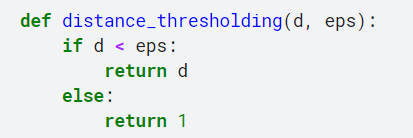 def distance_thresholding(d, eps):
    if d < eps:
        return d
    else:
        return 1